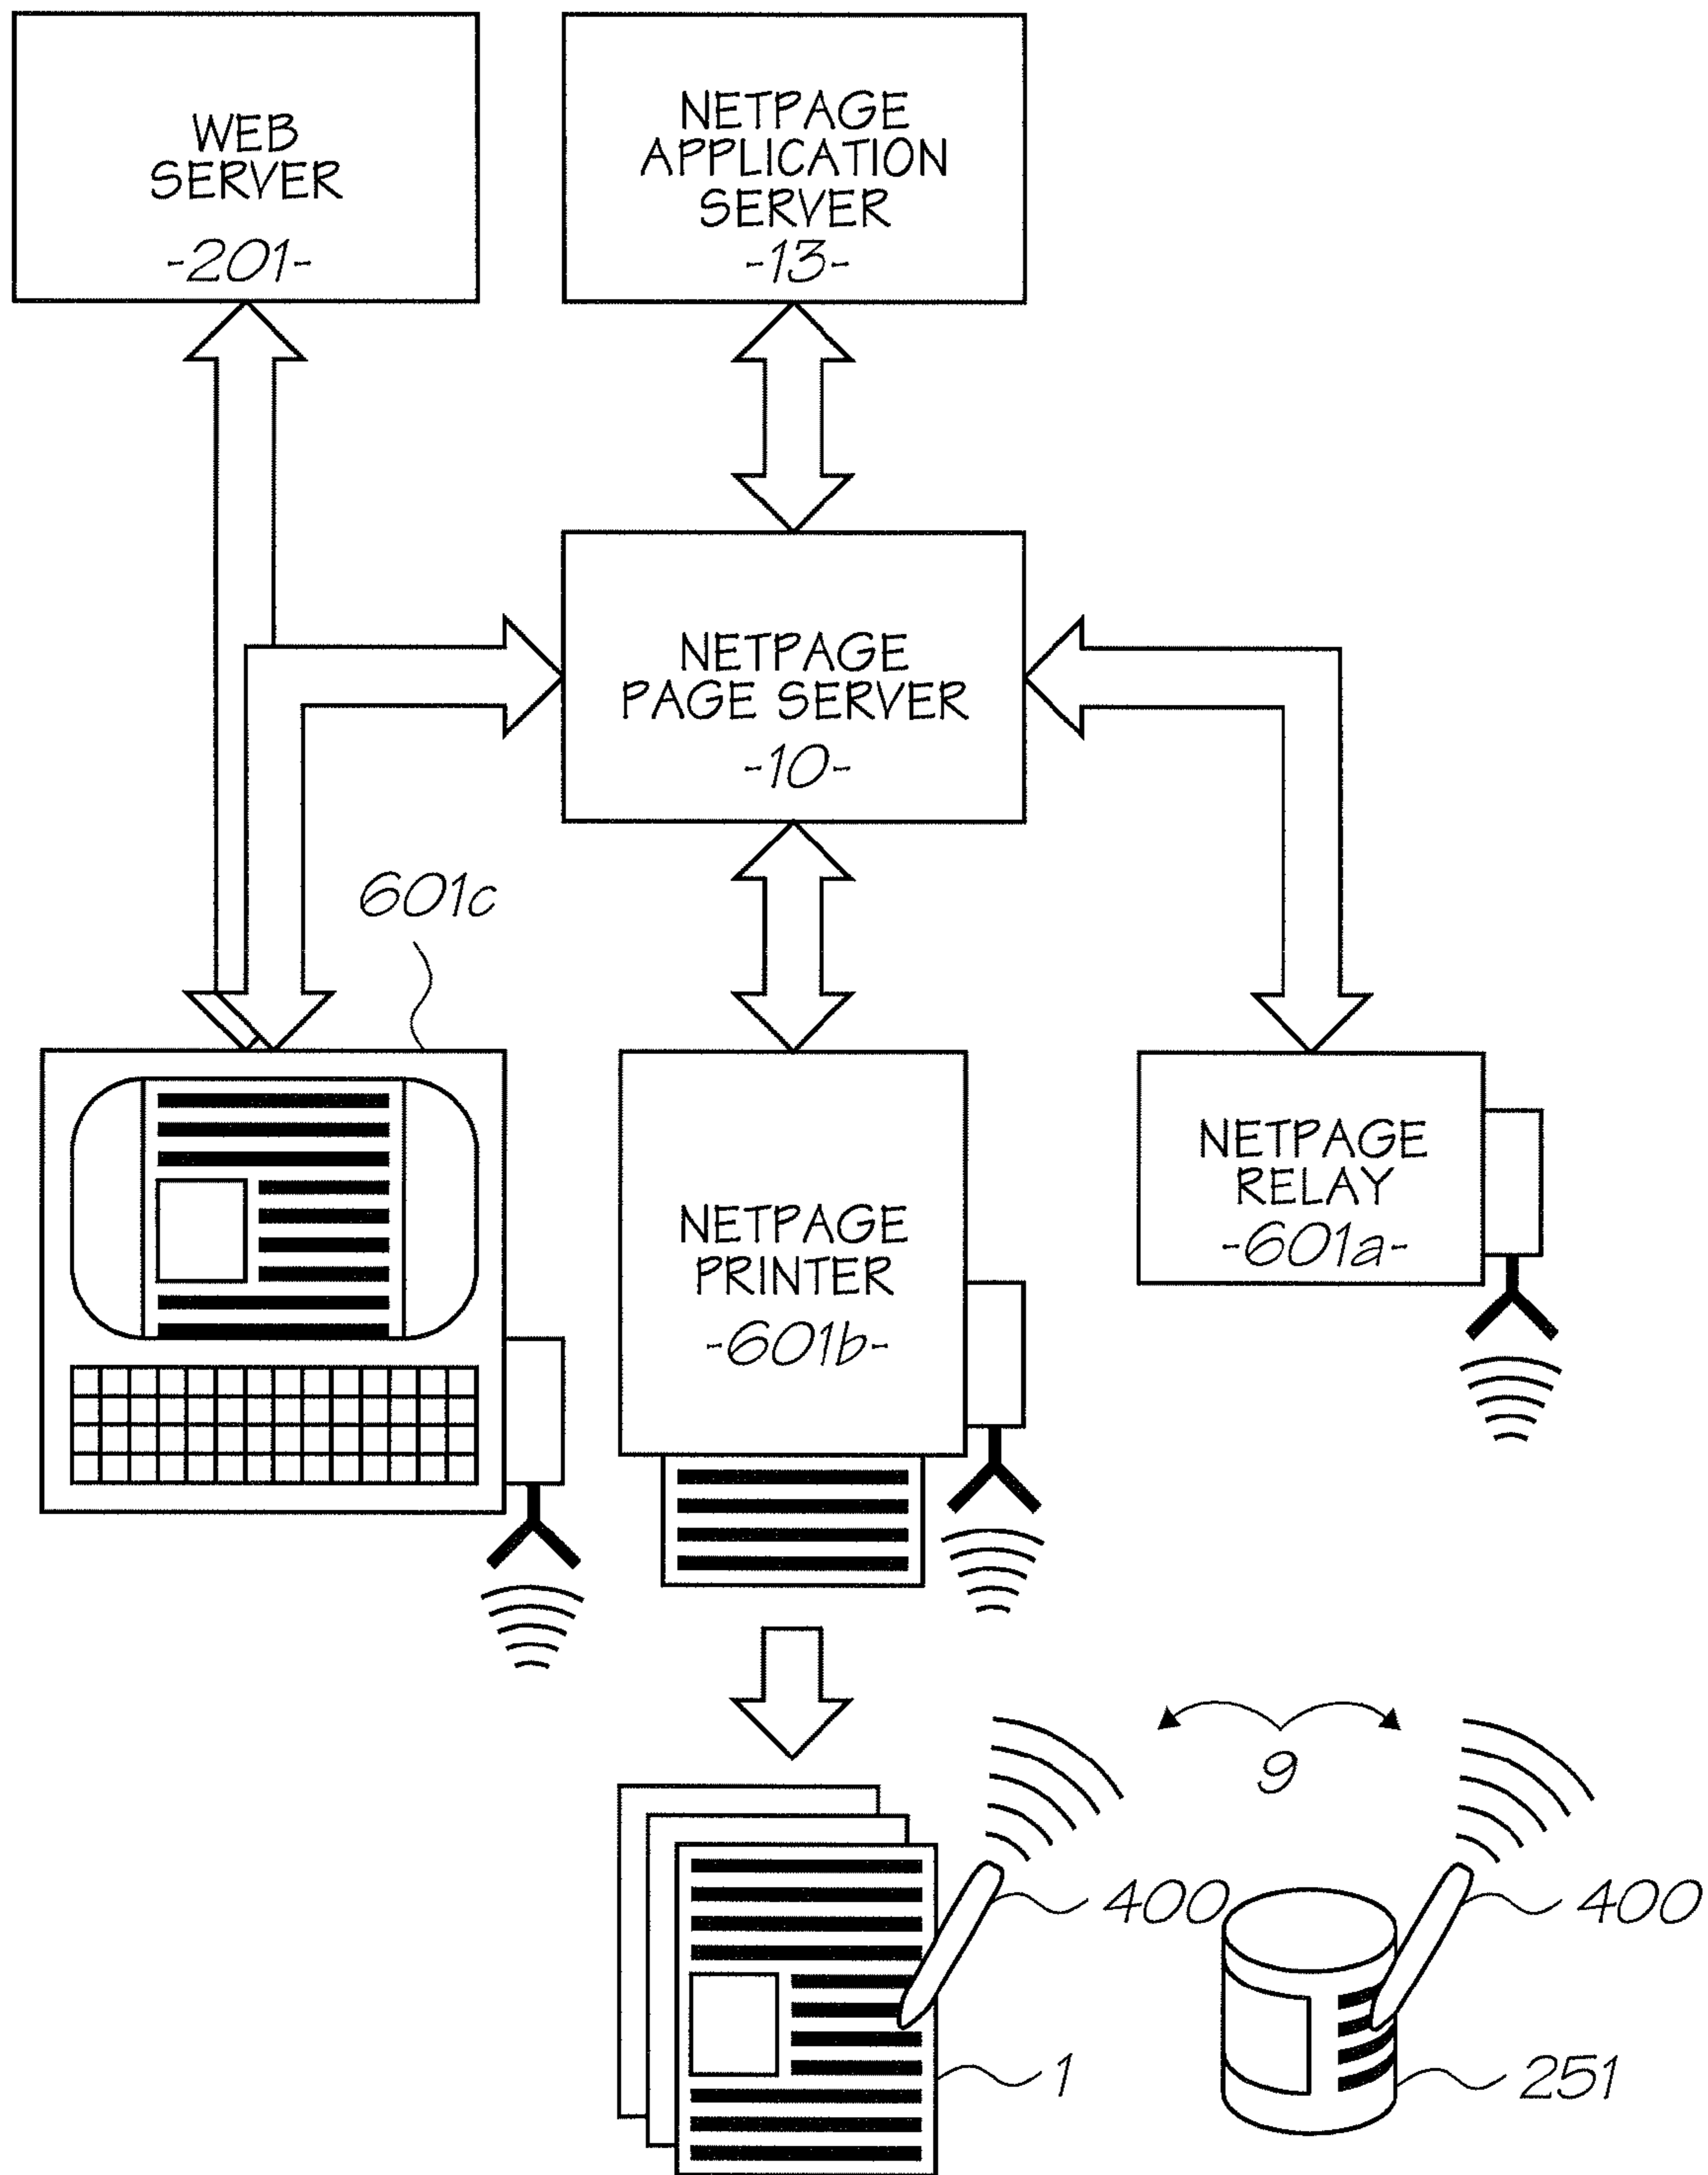 WEB
SERVER
-201-
NETPAGE
APPLICATION
SERVER
-13-
NETPAGE
PAGE SERVER
-10-
601c
NETPAGE
PRINTER
-601b-
NETPAGE
RELAY
-601a-
9
400
400
1
251